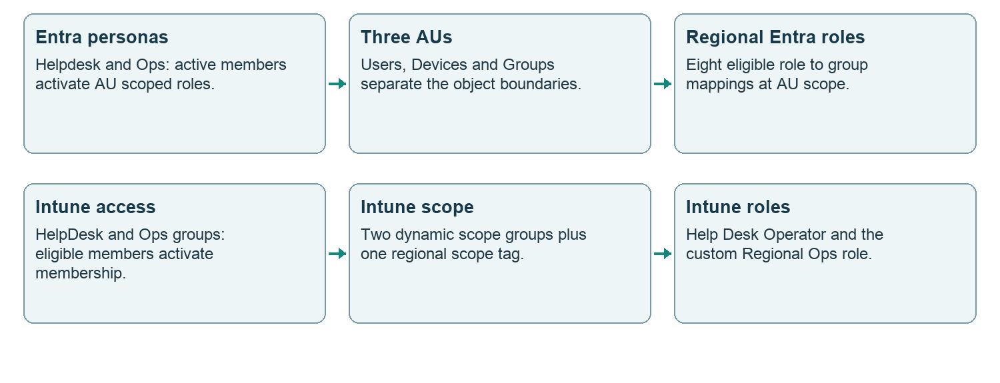 Entra personas
Helpdesk and Ops: active members
activate AU scoped roles.
Three AUs
Users, Devices and Groups
separate the object boundaries.
Regional Entra roles
Eight eligible role to group
mappings at AU scope.
Intune access
HelpDesk and Ops groups:
eligible members activate
membership.
Intune scope
Two dynamic scope groups plus
one regional scope tag.
Intune roles
Help Desk Operator and the
custom Regional Ops role.